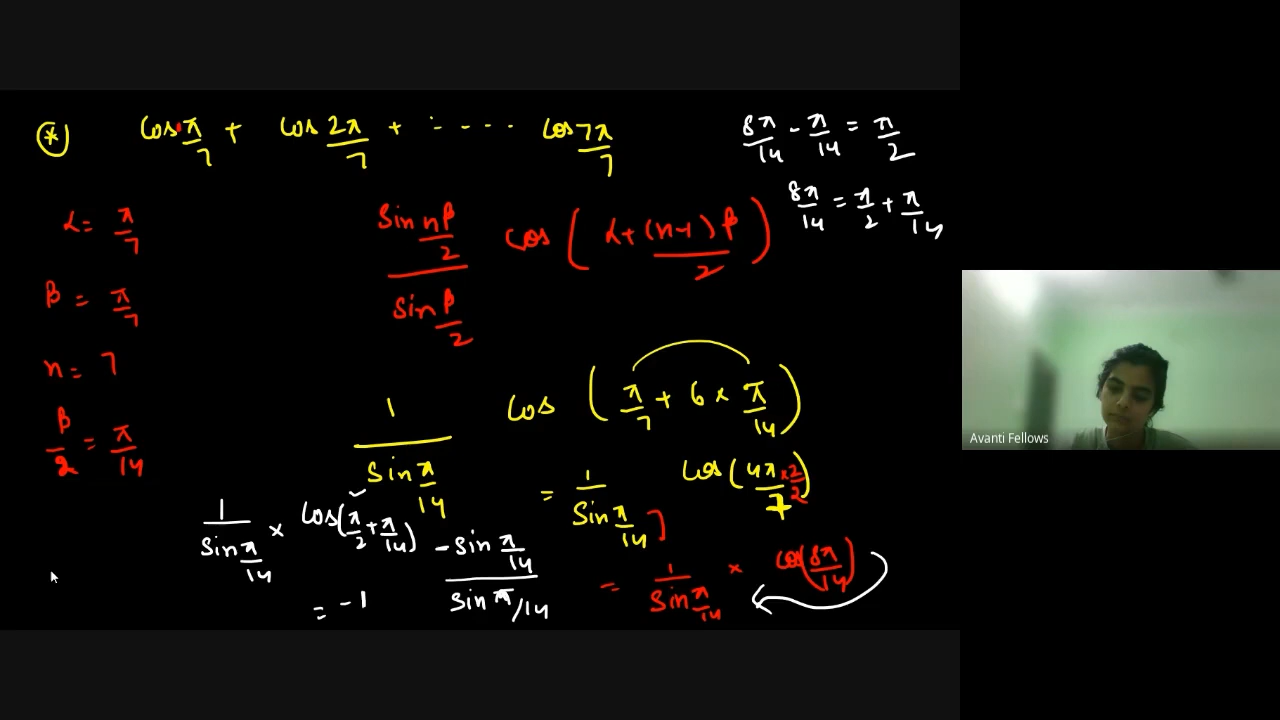 (*) cos π/7 + cos 2π/7 + ..... cos 7π/7
8π/14 - π/14 = π/2
8π/14 = π/2 + π/14
α = π/7
β = π/7
n = 7
β/2 = π/14
sin nβ/2 / sin β/2 cos ( α + (n-1) β / 2 )
1 / sin π/14 cos ( π/7 + 6 × π/14 )
= 1 / sin π/14 cos ( 4π/7 × 2/2 )
= 1 / sin π/14 × cos ( 8π/14 )
1 / sin π/14 × cos ( π/2 + π/14 )
- sin π/14 / sin π/14
= -1
Avanti Fellows